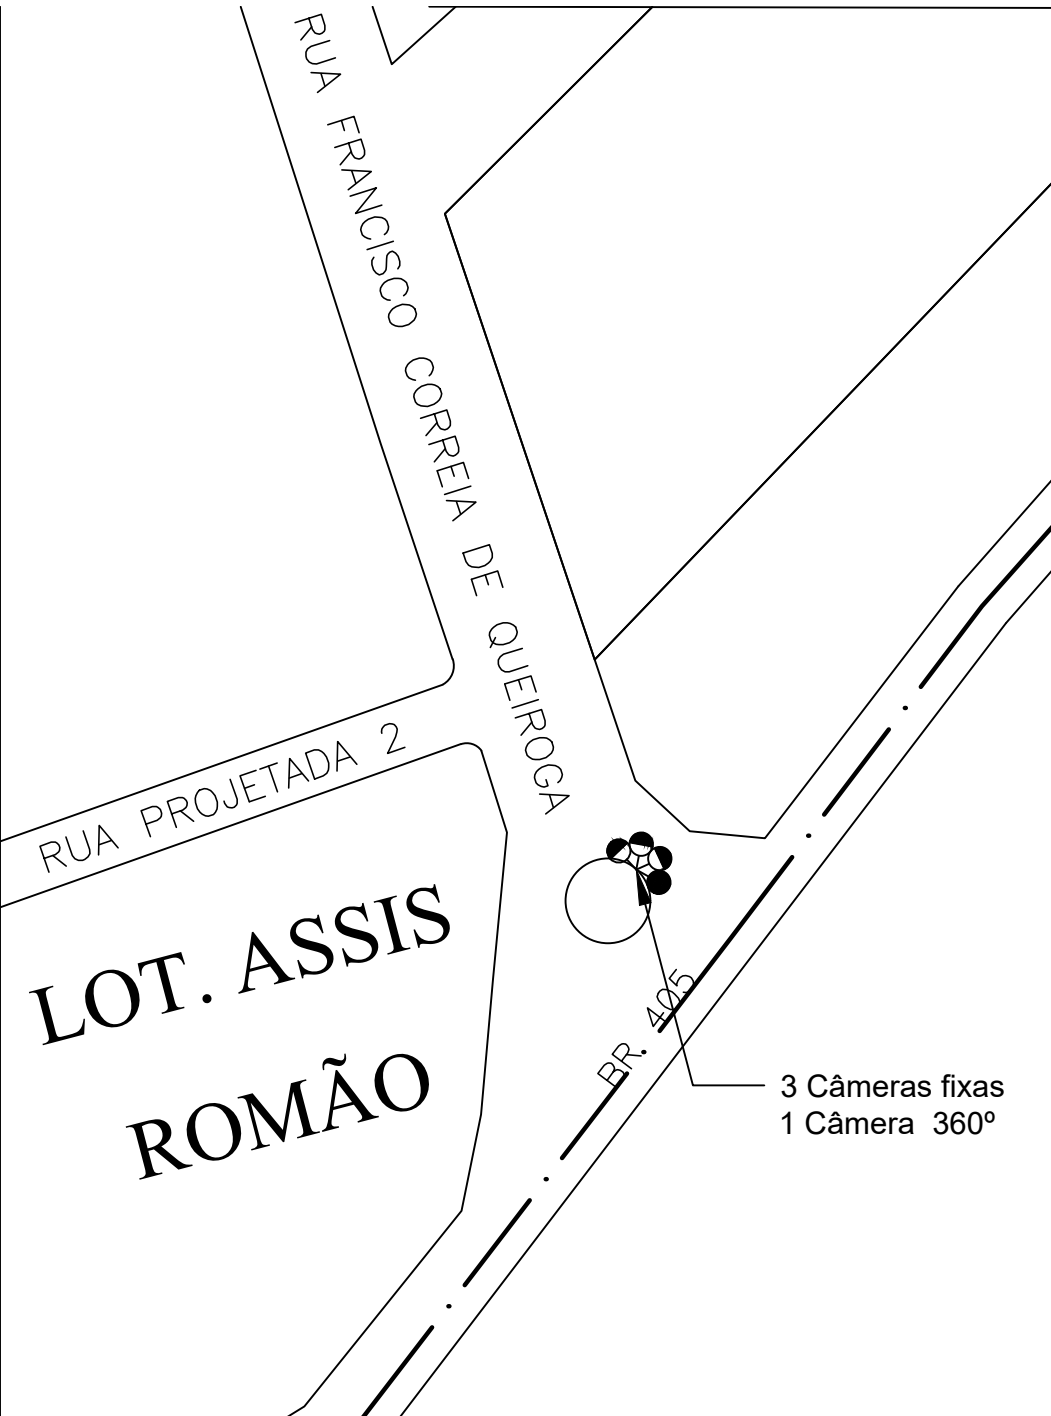 RUA FRANCISCO CORREIA DE QUEIROGA
RUA PROJETADA 2
LOT. ASSIS
ROMÃO
BR. 405
3 Câmeras fixas
1 Câmera 360º